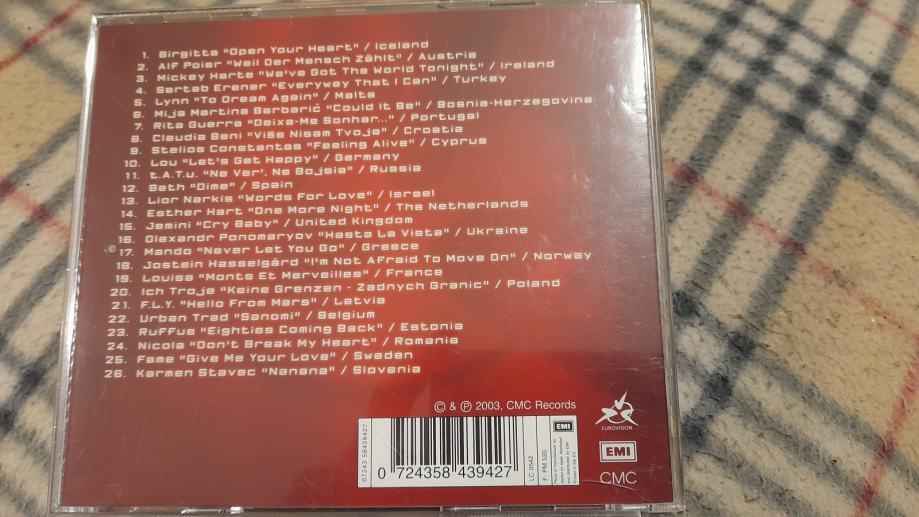 1. Birgitta "Open Your Heart" / Iceland
2. Alf Poier "Weil Der Mensch Zählt" / Austria
3. Mickey Harte "We've Got The World Tonight" / Ireland
4. Sertab Erener "Everyway That I Can" / Turkey
5. Lynn "To Dream Again" / Malta
6. Mija Martina Barbarić "Could It Be" / Bosnia-Herzegovina
7. Rita Guerra "Deixa-Me Sonhar..." / Portugal
8. Claudia Beni "Više Nisam Tvoja" / Croatia
9. Stelios Constantas "Feeling Alive" / Cyprus
10. Lou "Let's Get Happy" / Germany
11. t.A.T.u. "Ne Ver', Ne Bojsia" / Russia
12. Beth "Dime" / Spain
13. Lior Narkis "Words For Love" / Israel
14. Esther Hart "One More Night" / The Netherlands
15. Jemini "Cry Baby" / United Kingdom
16. Olexandr Ponomaryov "Hasta La Vista" / Ukraine
17. Mando "Never Let You Go" / Greece
18. Jostein Hasselgård "I'm Not Afraid To Move On" / Norway
19. Louisa "Monts Et Merveilles" / France
20. Ich Troje "Keine Grenzen - Zadnych Granic" / Poland
21. F.L.Y. "Hello From Mars" / Latvia
22. Urban Trad "Sanomi" / Belgium
23. Ruffus "Eighties Coming Back" / Estonia
24. Nicola "Don't Break My Heart" / Romania
25. Fame "Give Me Your Love" / Sweden
26. Karmen Stavec "Nanana" / Slovenia
© & ℗ 2003, CMC Records
EUROVISION
EMI
CMC
07243 58439427
0 724358 439427
LC 0542
F: PM 520
EMI